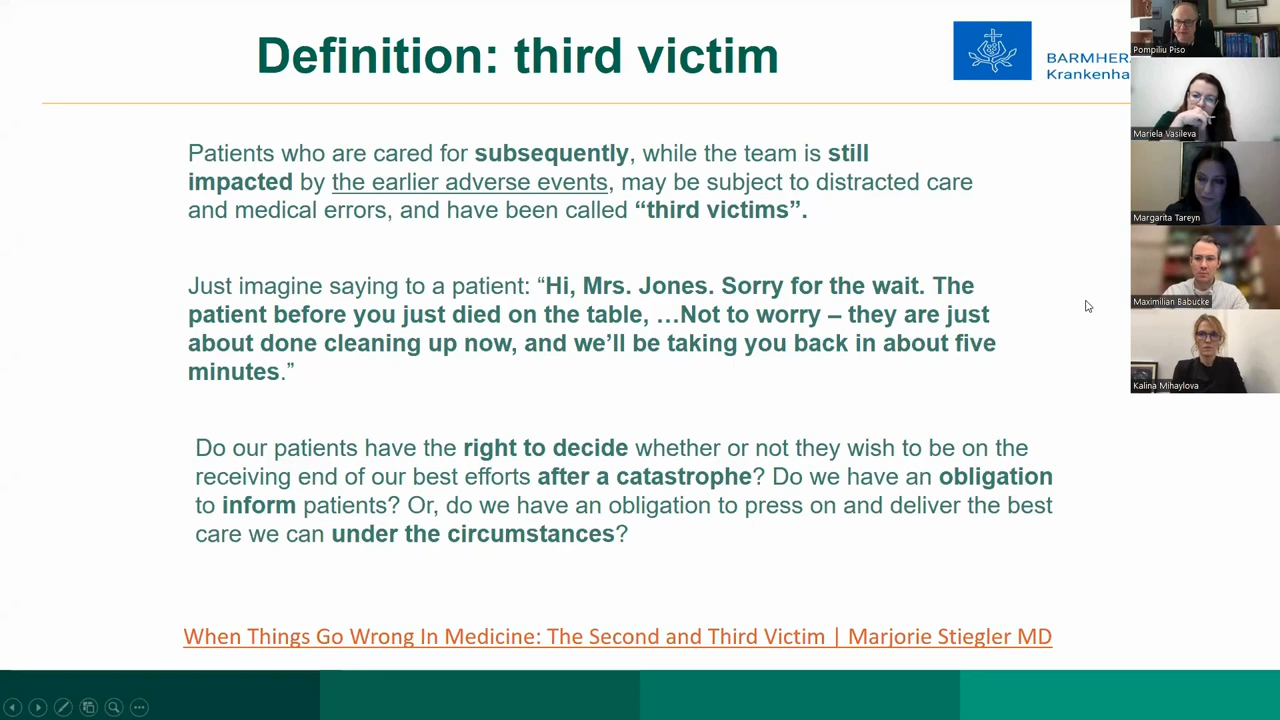 Definition: third victim
BARMHER
Krankenha
Patients who are cared for subsequently, while the team is still
impacted by the earlier adverse events, may be subject to distracted care
and medical errors, and have been called “third victims”.
Just imagine saying to a patient: “Hi, Mrs. Jones. Sorry for the wait. The
patient before you just died on the table, …Not to worry – they are just
about done cleaning up now, and we’ll be taking you back in about five
minutes.”
Do our patients have the right to decide whether or not they wish to be on the
receiving end of our best efforts after a catastrophe? Do we have an obligation
to inform patients? Or, do we have an obligation to press on and deliver the best
care we can under the circumstances?
When Things Go Wrong In Medicine: The Second and Third Victim | Marjorie Stiegler MD
Pompiliu Piso
Mariela Vasileva
Margarita Tareyn
Maximilian Babucke
Kalina Mihaylova